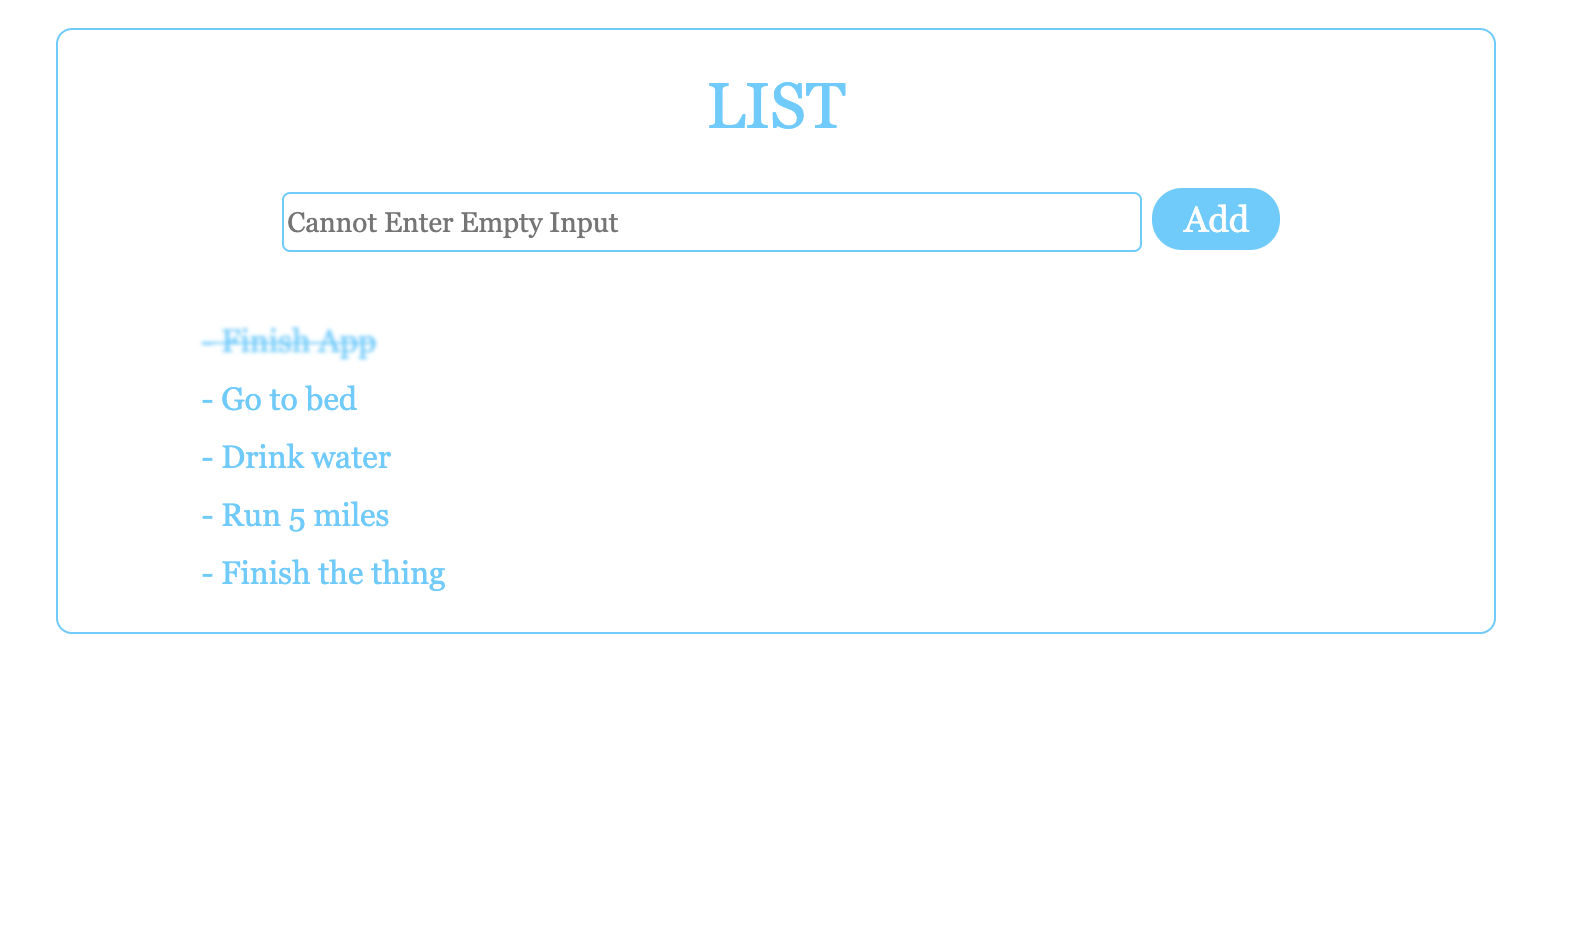 LIST
Cannot Enter Empty Input
Add
- Finish App
- Go to bed
- Drink water
- Run 5 miles
- Finish the thing